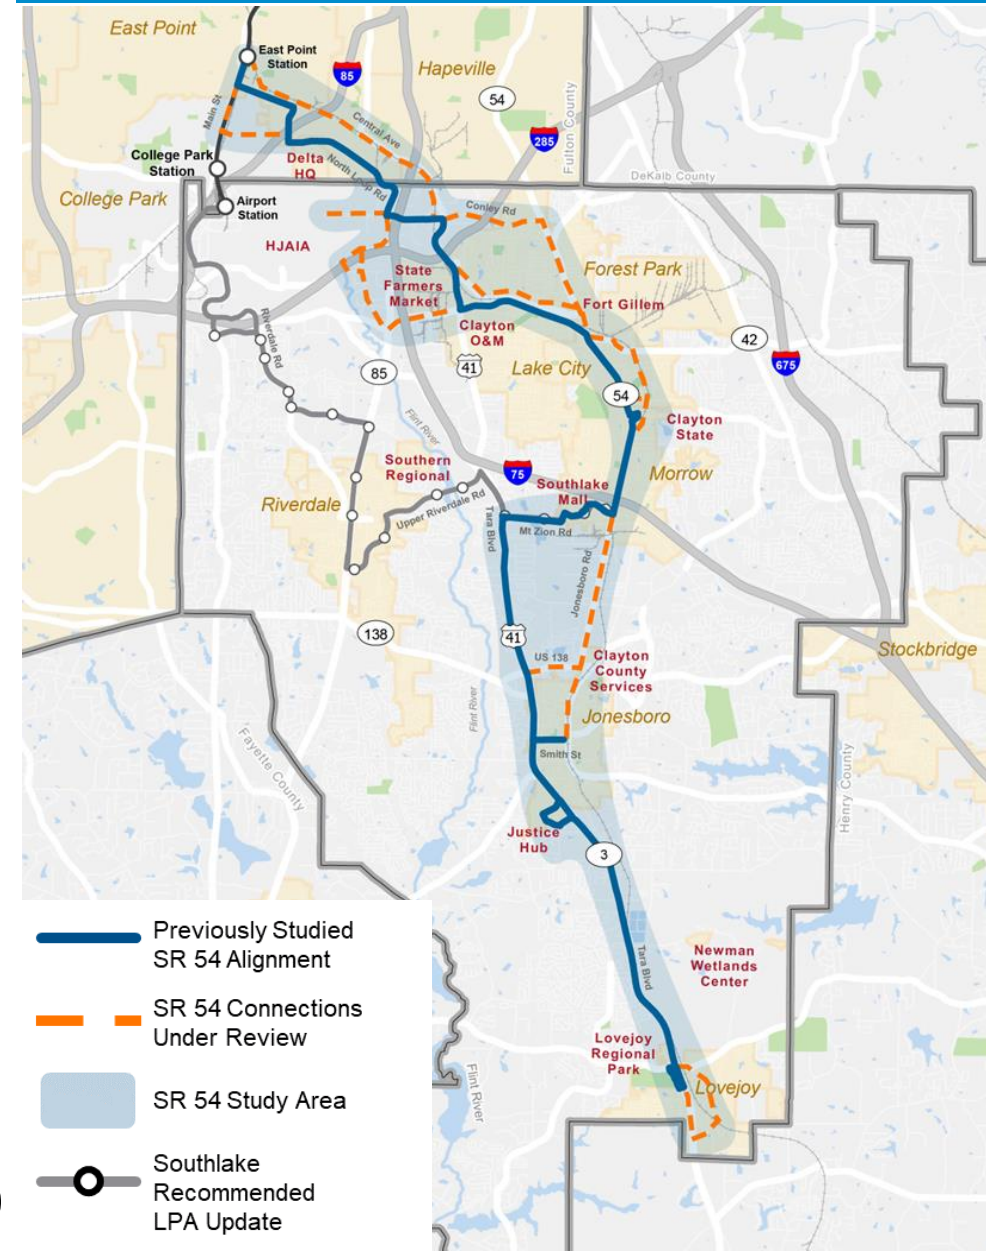 East Point
East Point
Station
85
Hapeville
54
Main St
Central Ave
285
Fulton County
College Park
Station
Delta
HQ
North Loop Rd
DeKalb County
College Park
Airport
Station
Conley Rd
HJAIA
State
Farmers
Market
Forest Park
Fort Gillem
Riverdale Rd
Clayton
O&M
42
675
85
41
Lake City
54
Flint River
Clayton
State
Southern
Regional
75
Southlake
Mall
Morrow
Riverdale
Upper Riverdale Rd
Tara Blvd
Mt Zion Rd
Jonesboro Rd
138
41
US 138
Clayton
County
Services
Stockbridge
Flint River
Jonesboro
Fayette County
Smith St
Henry County
Justice
Hub
3
Previously Studied
SR 54 Alignment
Tara Blvd
Newman
Wetlands
Center
SR 54 Connections
Under Review
Lovejoy
Regional
Park
Lovejoy
Flint River
SR 54 Study Area
Southlake
Recommended
LPA Update
)